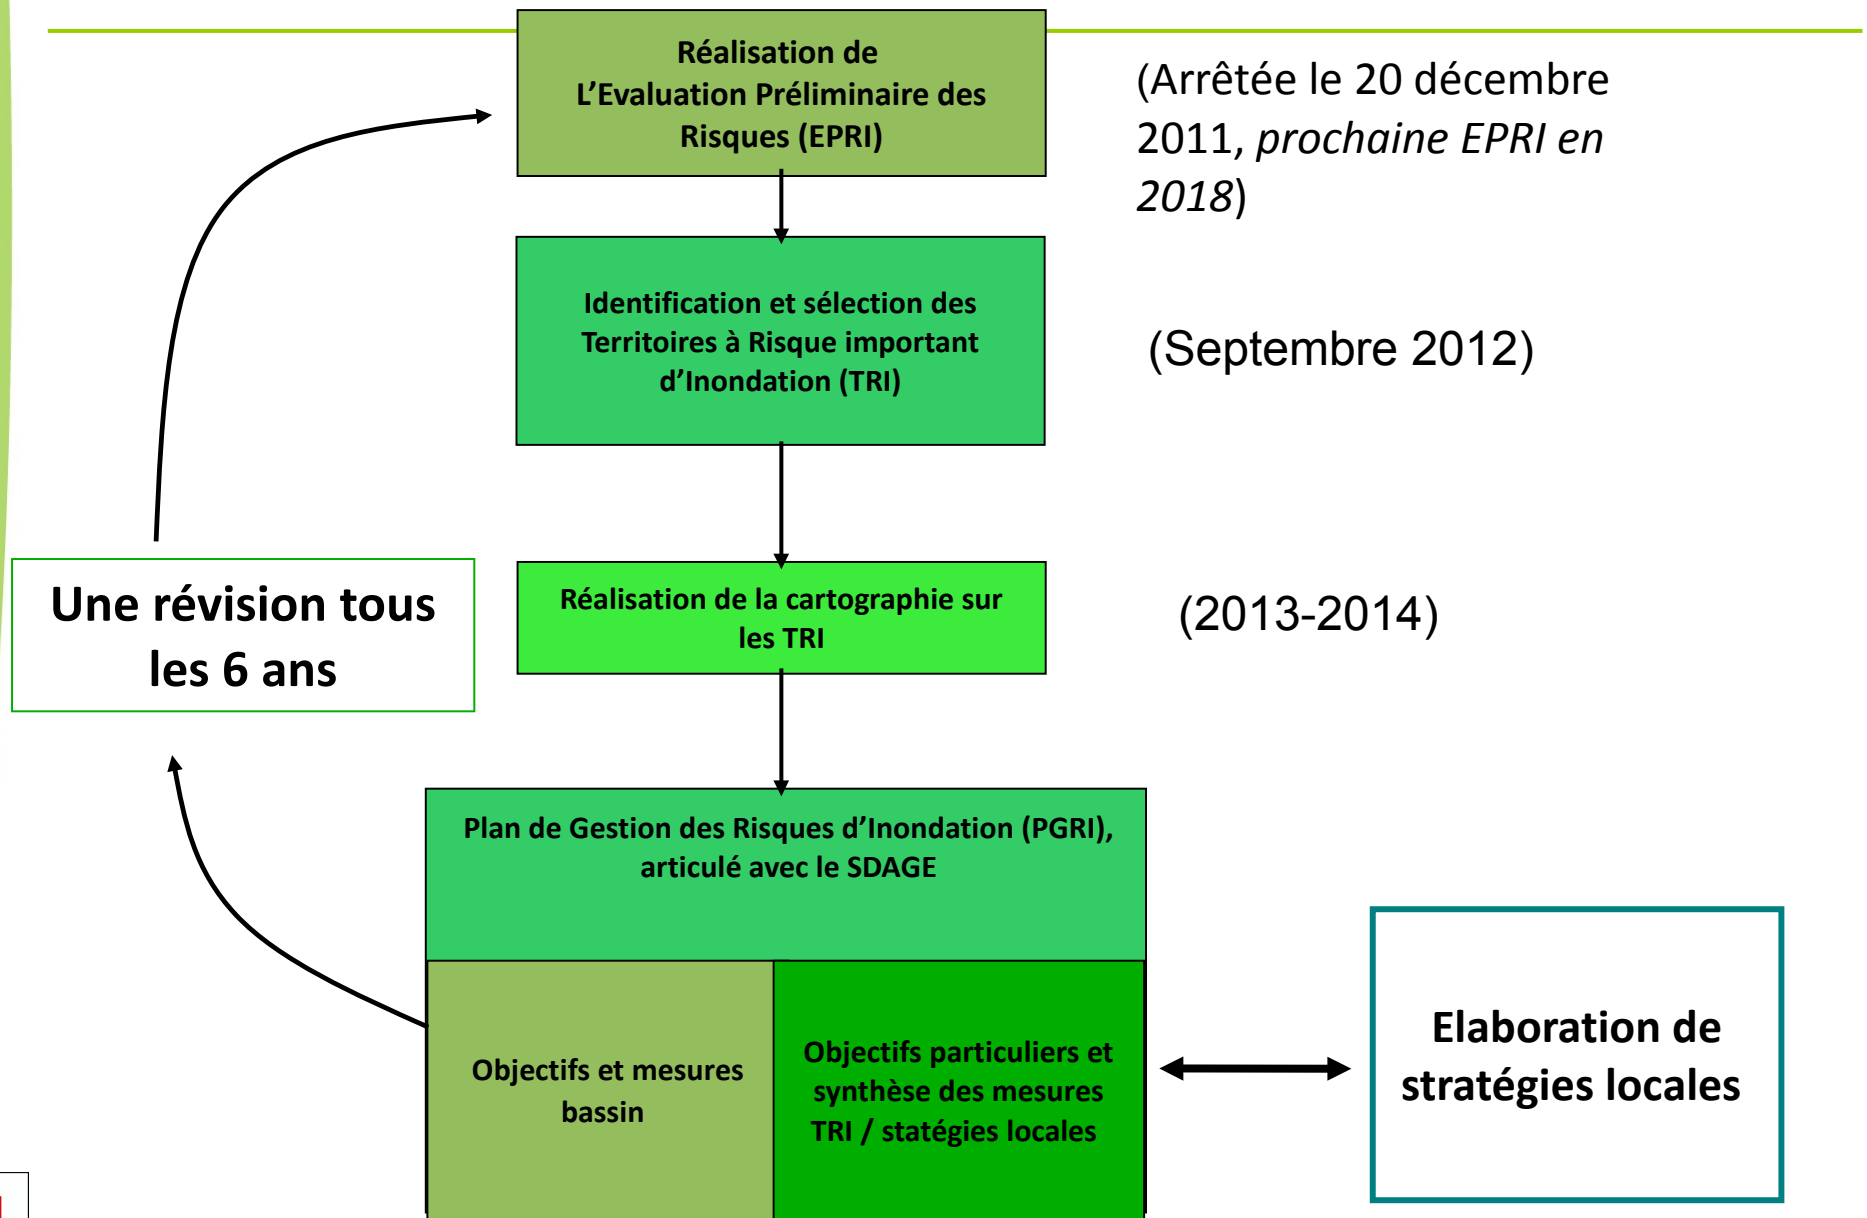 Réalisation de
L’Evaluation Préliminaire des
Risques (EPRI)
(Arrêtée le 20 décembre
2011, prochaine EPRI en
2018)
Identification et sélection des
Territoires à Risque important
d’Inondation (TRI)
(Septembre 2012)
Réalisation de la cartographie sur
les TRI
(2013-2014)
Une révision tous
les 6 ans
Plan de Gestion des Risques d’Inondation (PGRI),
articulé avec le SDAGE
Objectifs et mesures
bassin
Objectifs particuliers et
synthèse des mesures
TRI / statégies locales
Elaboration de
stratégies locales